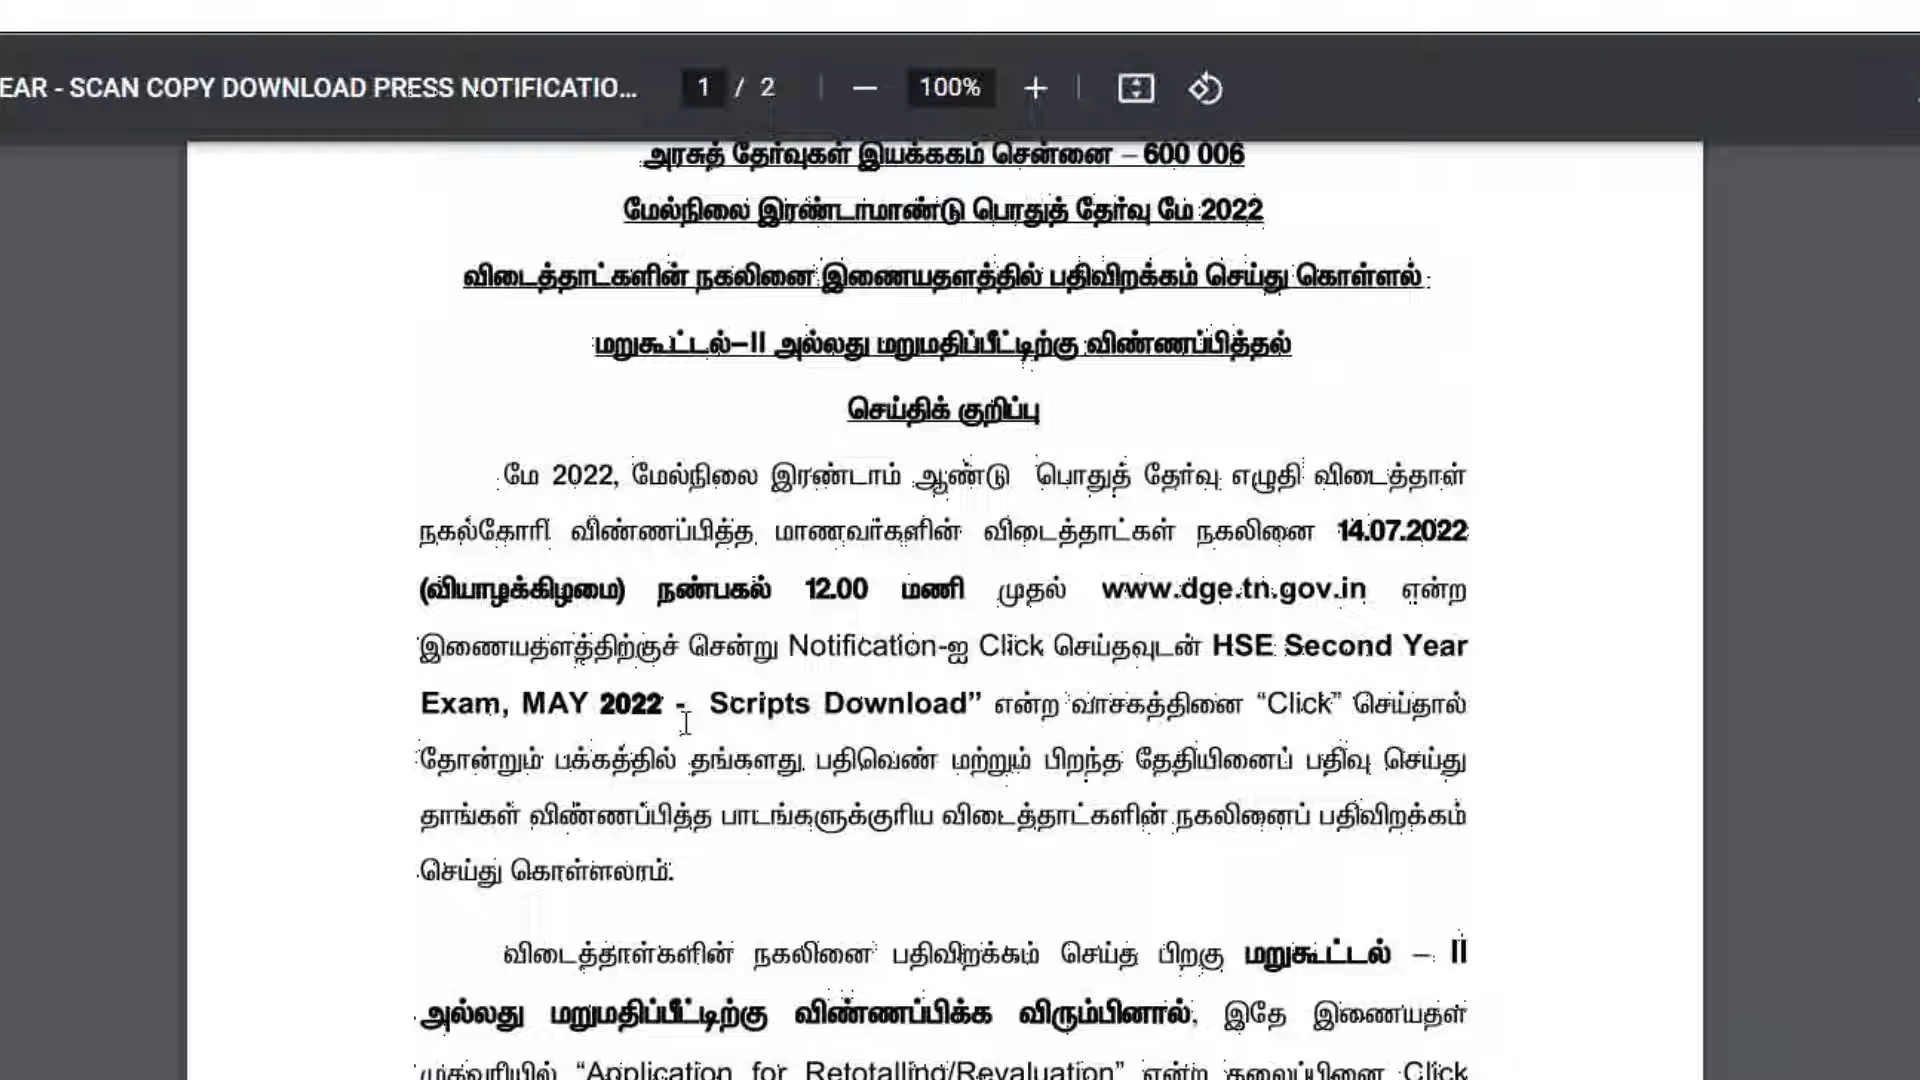 EAR - SCAN COPY DOWNLOAD PRESS NOTIFICATIO... 1 / 2 100%
அரசுத் தேர்வுகள் இயக்ககம் சென்னை – 600 006
மேல்நிலை இரண்டாமாண்டு பொதுத் தேர்வு மே 2022
விடைத்தாட்களின் நகலினை இணையதளத்தில் பதிவிறக்கம் செய்து கொள்ளல்
மறுகூட்டல்–II அல்லது மறுமதிப்பீட்டிற்கு விண்ணப்பித்தல்
செய்திக் குறிப்பு
மே 2022, மேல்நிலை இரண்டாம் ஆண்டு பொதுத் தேர்வு எழுதி விடைத்தாள்
நகல்கோரி விண்ணப்பித்த மாணவர்களின் விடைத்தாட்கள் நகலினை 14.07.2022
(வியாழக்கிழமை) நண்பகல் 12.00 மணி முதல் www.dge.tn.gov.in என்ற
இணையதளத்திற்குச் சென்று Notification-ஐ Click செய்தவுடன் HSE Second Year
Exam, MAY 2022 - Scripts Download” என்ற வாசகத்தினை “Click” செய்தால்
தோன்றும் பக்கத்தில் தங்களது பதிவெண் மற்றும் பிறந்த தேதியினைப் பதிவு செய்து
தாங்கள் விண்ணப்பித்த பாடங்களுக்குரிய விடைத்தாட்களின் நகலினைப் பதிவிறக்கம்
செய்து கொள்ளலாம்.
விடைத்தாள்களின் நகலினை பதிவிறக்கம் செய்த பிறகு மறுகூட்டல் – II
அல்லது மறுமதிப்பீட்டிற்கு விண்ணப்பிக்க விரும்பினால், இதே இணையதள
முகவரியில் “Application for Retotalling/Revaluation” என்ற தலைப்பினை Click